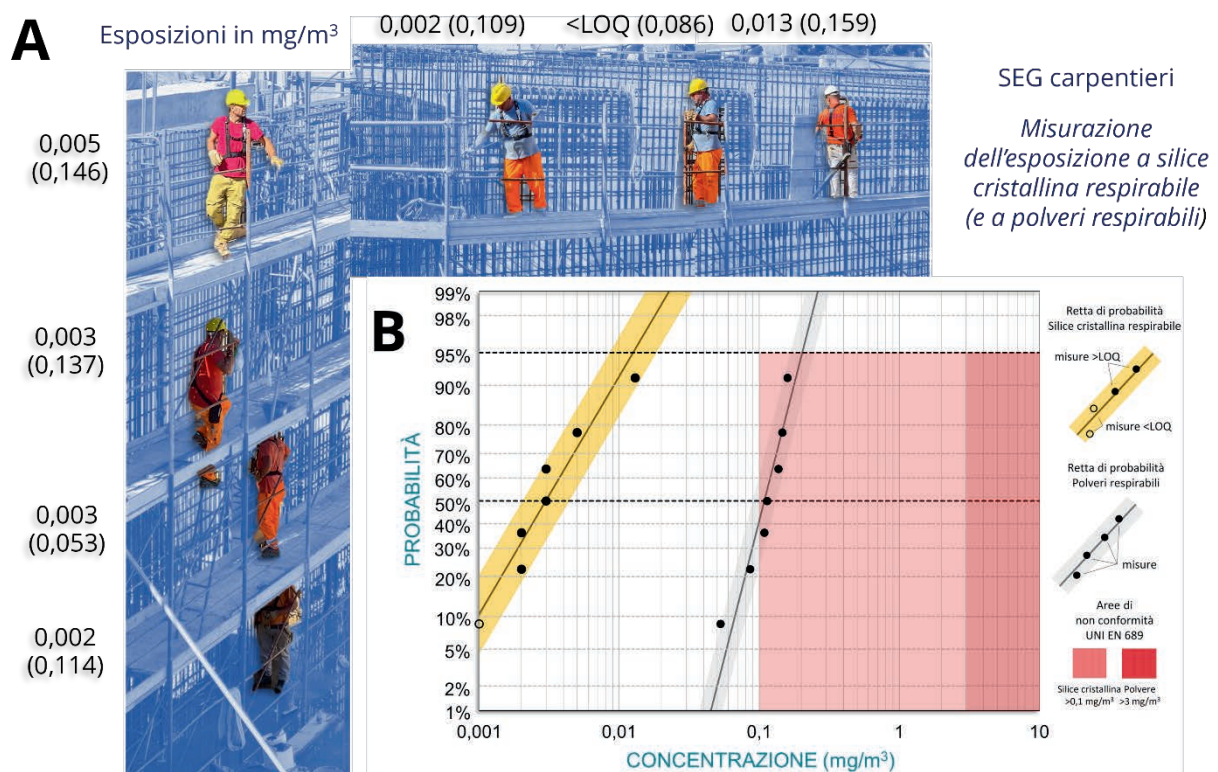 A
Esposizioni in mg/m³
0,002 (0,109)
<LOQ (0,086)
0,013 (0,159)
SEG carpentieri
Misurazione
dell'esposizione a silice
cristallina respirabile
(e a polveri respirabili)
0,005
(0,146)
0,003
(0,137)
0,003
(0,053)
0,002
(0,114)
B
PROBABILITÀ
99%
98%
95%
90%
80%
70%
60%
50%
40%
30%
20%
10%
5%
2%
1%
0,001
0,01
0,1
1
10
CONCENTRAZIONE (mg/m³)
Retta di probabilità
Silice cristallina respirabile
misure >LOQ
misure <LOQ
Retta di probabilità
Polveri respirabili
misure
Aree di
non conformità
UNI EN 689
Silice cristallina
>0,1 mg/m³
Polvere
>3 mg/m³